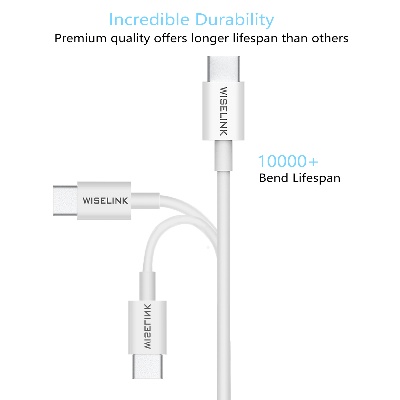 Incredible Durability
Premium quality offers longer lifespan than others
WISELINK
10000+
Bend Lifespan
WISELINK
WISELINK